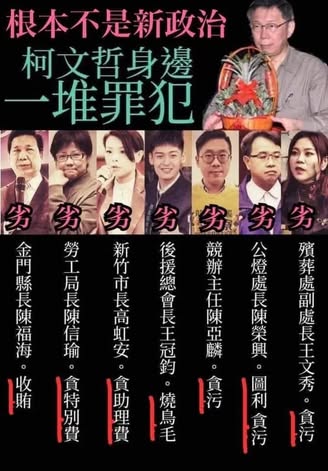 根本不是新政治
柯文哲身邊
一堆罪犯
劣 劣 劣 劣 劣 劣 劣
殯葬處副處長王文秀。貪污
公燈處長陳榮興。圖利貪污
競辦主任陳亞麟。貪污
後援總會長王冠鈞。燒鳥毛
新竹市長高虹安。貪助理費
勞工局長陳信瑜。貪特別費
金門縣長陳福海。收賄